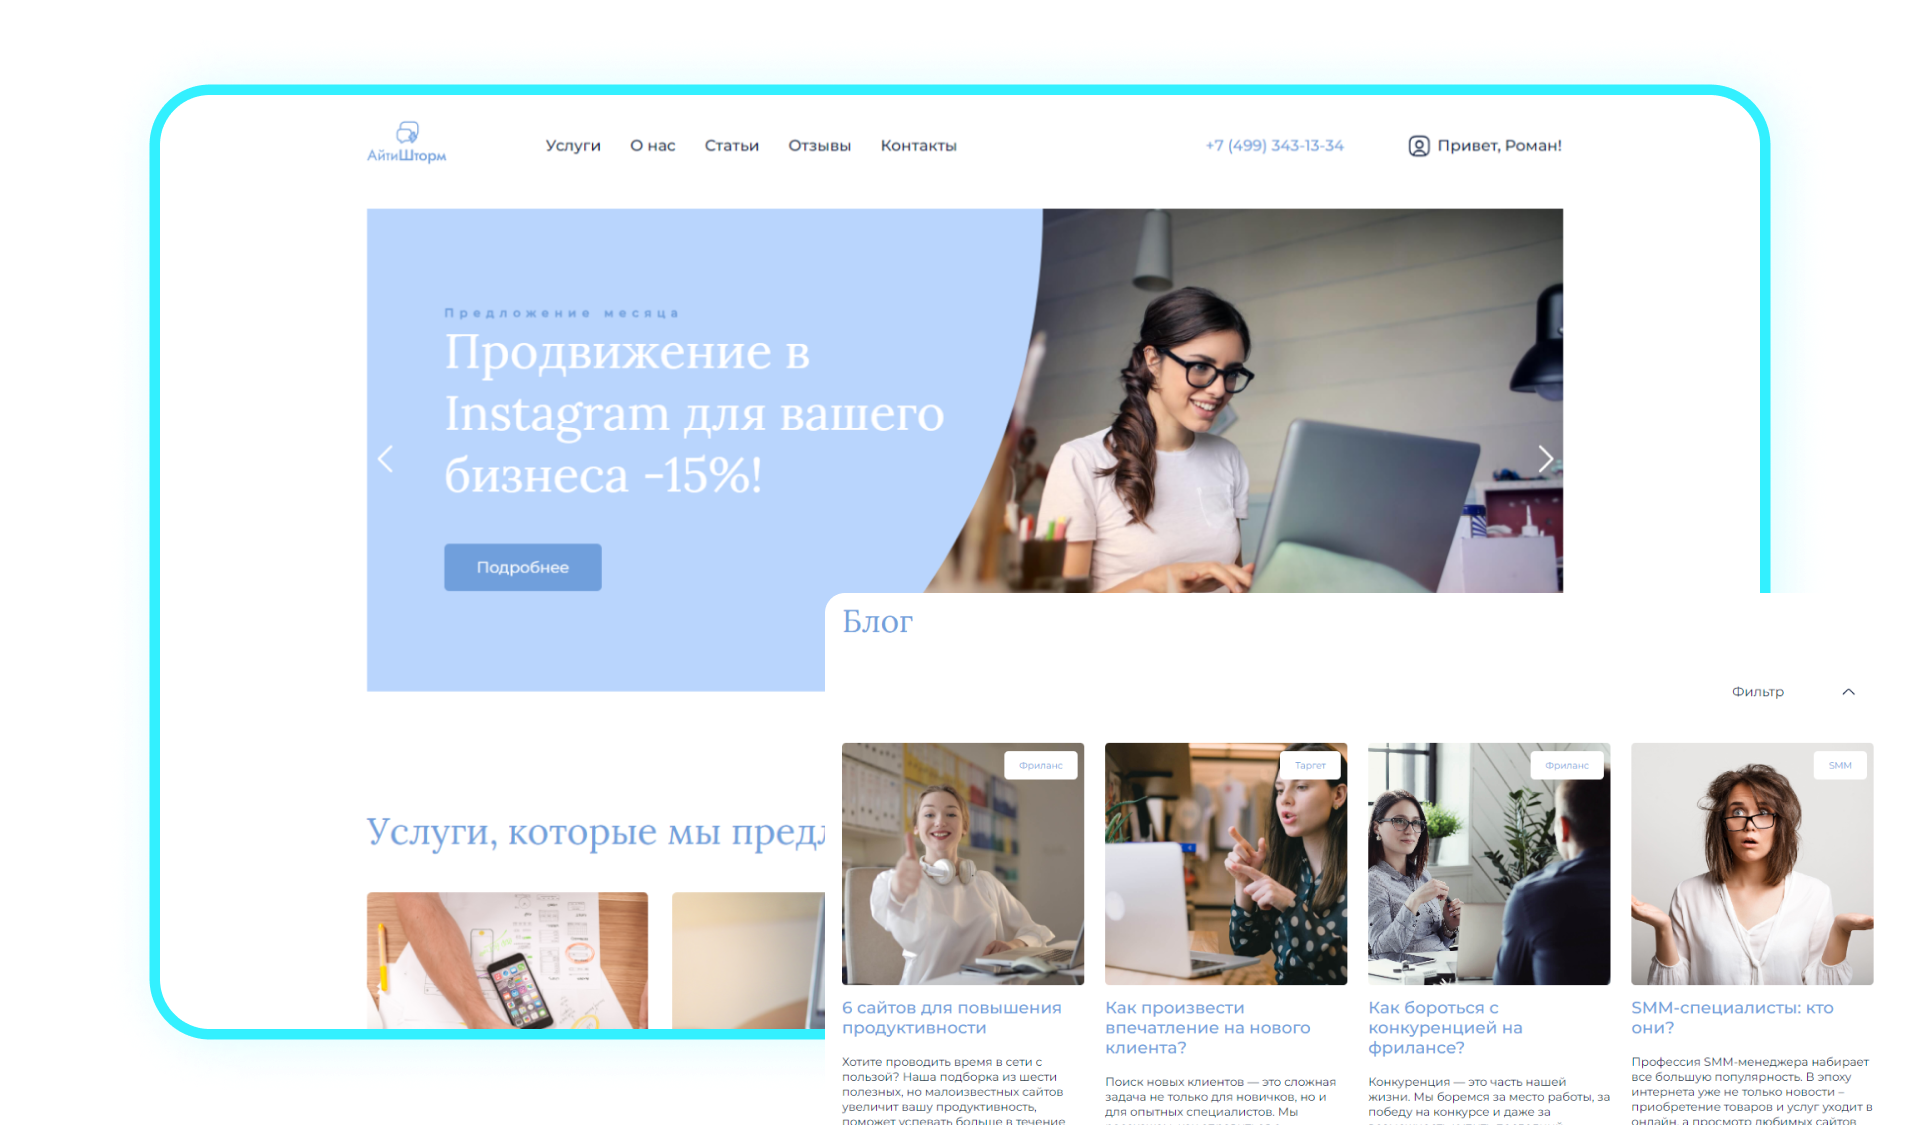 АйтиШторм
Услуги
О нас
Статьи
Отзывы
Контакты
+7 (499) 343-13-34
Привет, Роман!
Предложение месяца
Продвижение в
Instagram для вашего
бизнеса -15%!
Подробнее
Услуги, которые мы
Блог
Фильтр
Фриланс
6 сайтов для повышения
продуктивности
Хотите проводить время в сети с
пользой? Наша подборка из шести
полезных, но малоизвестных сайтов
увеличит вашу продуктивность,
поможет успевать больше в течение
Таргет
Как произвести
впечатление на нового
клиента?
Поиск новых клиентов — это сложная
задача не только для новичков, но и
для опытных специалистов. Мы
Фриланс
Как бороться с
конкуренцией на
фрилансе?
Конкуренция — это часть нашей
жизни. Мы боремся за место работы, за
победу на конкурсе и даже за
SMM
SMM-специалисты: кто
они?
Профессия SMM-менеджера набирает
все большую популярность. В эпоху
интернета уже не только новости –
приобретение товаров и услуг уходит в
онлайн, а просмотр любимых сайтов